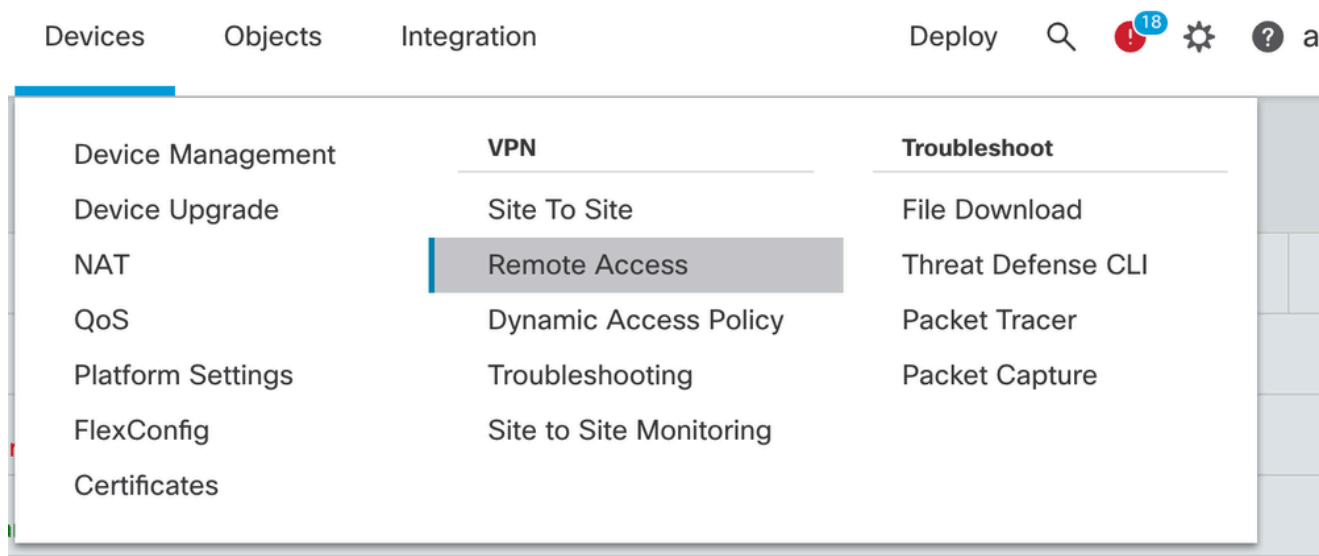 Devices Objects Integration Deploy 18 a
Device Management
Device Upgrade
NAT
QoS
Platform Settings
FlexConfig
Certificates
VPN
Site To Site
Remote Access
Dynamic Access Policy
Troubleshooting
Site to Site Monitoring
Troubleshoot
File Download
Threat Defense CLI
Packet Tracer
Packet Capture